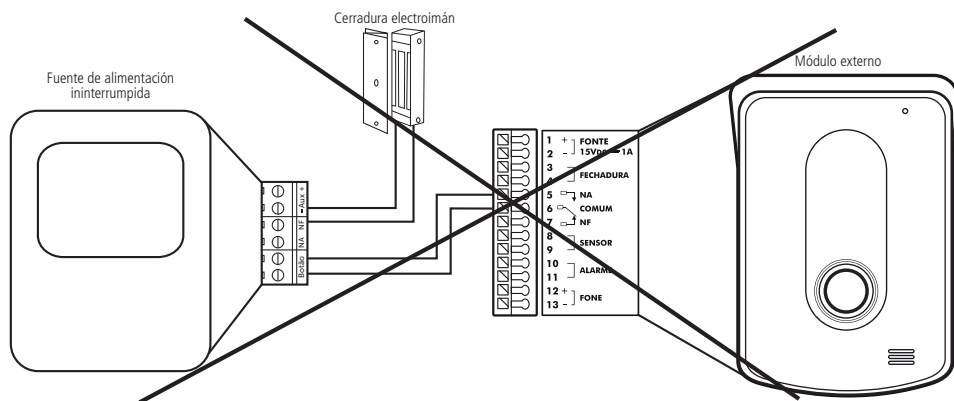 Cerradura electroimán
Fuente de alimentación
ininterrumpida
Módulo externo
– Aux +
NF
NA
Botão
1 + FONTE
2 – 15VDC 1A
3
4 FECHADURA
5 NA
6 COMUM
7 NF
8
9 SENSOR
10
11 ALARME
12 +
13 – FONE